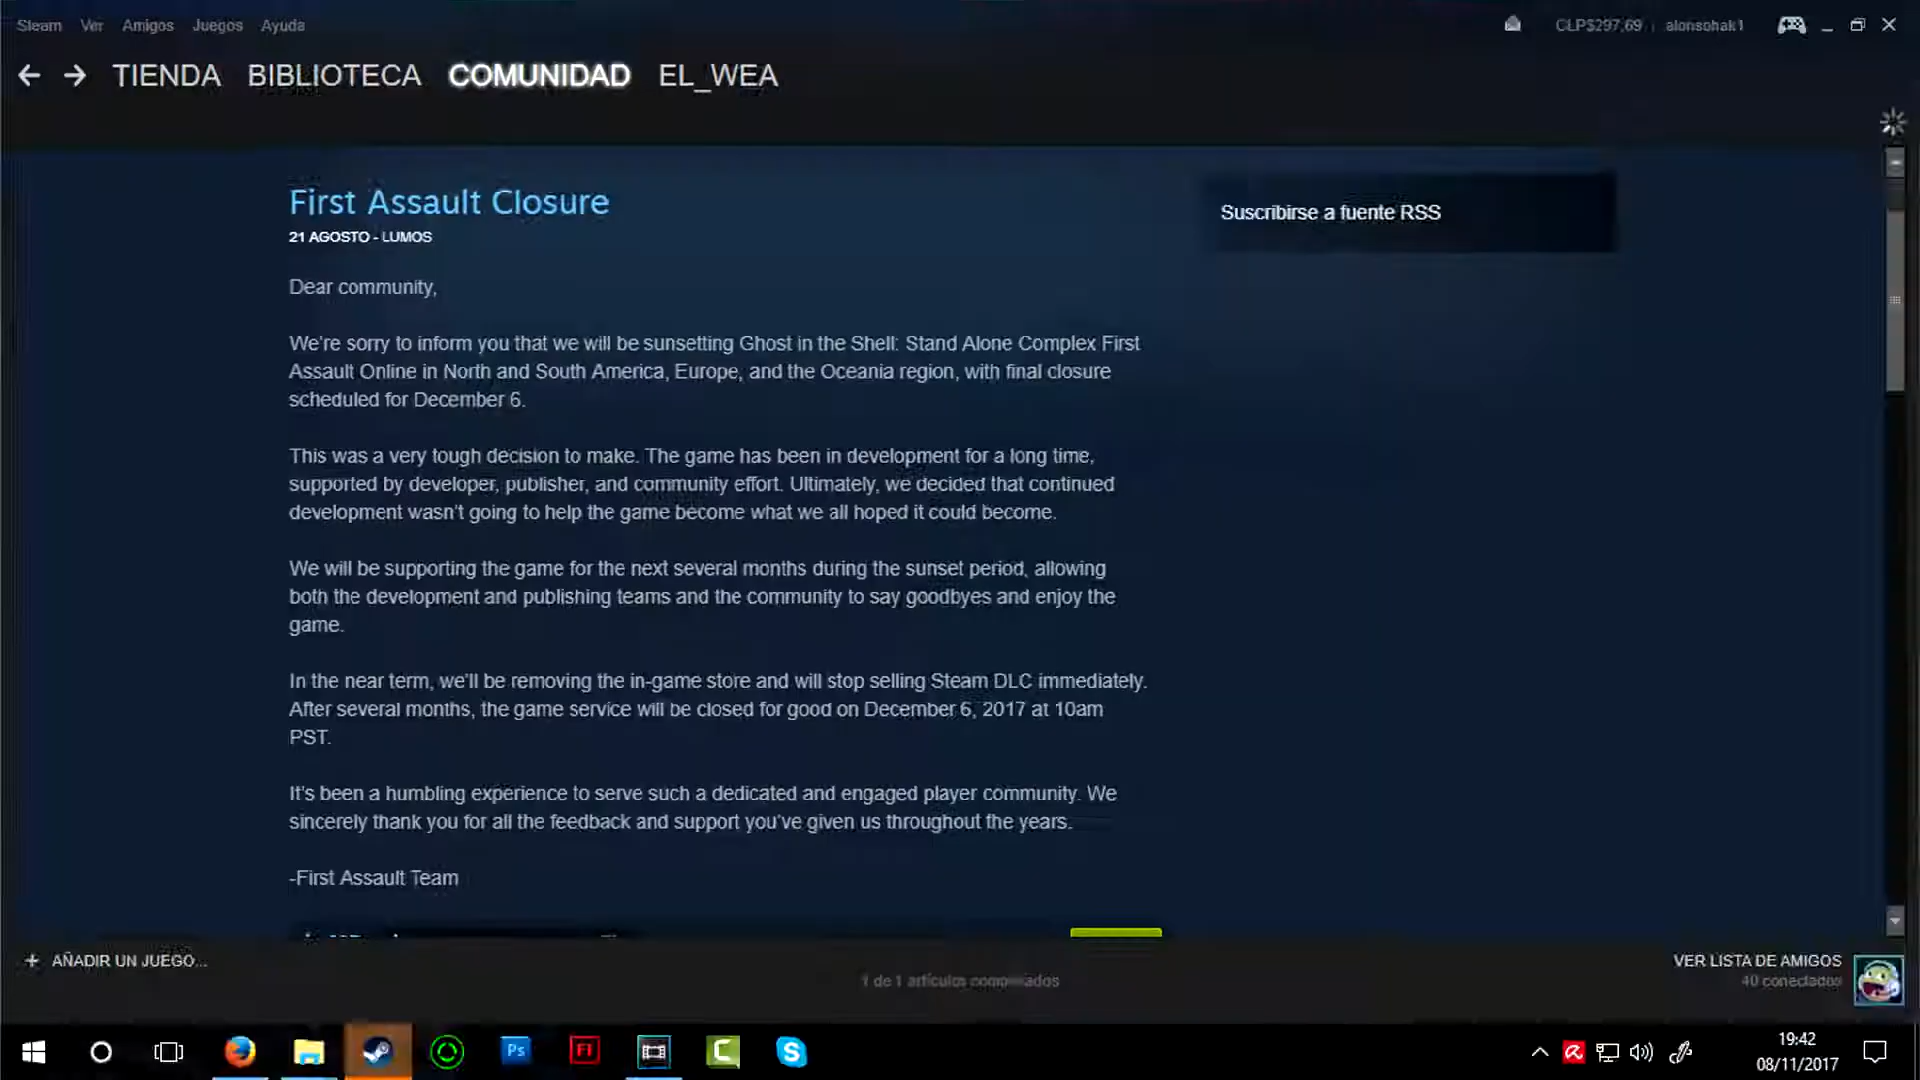 Steam Ver Amigos Juegos Ayuda
CLP$297,69 alonsohak1
TIENDA BIBLIOTECA COMUNIDAD EL_WEA
First Assault Closure
21 AGOSTO - LUMOS
Suscribirse a fuente RSS
Dear community,
We're sorry to inform you that we will be sunsetting Ghost in the Shell: Stand Alone Complex First
Assault Online in North and South America, Europe, and the Oceania region, with final closure
scheduled for December 6.
This was a very tough decision to make. The game has been in development for a long time,
supported by developer, publisher, and community effort. Ultimately, we decided that continued
development wasn't going to help the game become what we all hoped it could become.
We will be supporting the game for the next several months during the sunset period, allowing
both the development and publishing teams and the community to say goodbyes and enjoy the
game.
In the near term, we'll be removing the in-game store and will stop selling Steam DLC immediately.
After several months, the game service will be closed for good on December 6, 2017 at 10am
PST.
It's been a humbling experience to serve such a dedicated and engaged player community. We
sincerely thank you for all the feedback and support you've given us throughout the years.
-First Assault Team
+ AÑADIR UN JUEGO...
1 de 1 artículos
VER LISTA DE AMIGOS
40 conectados
Ps
Fl
C
S
19:42
08/11/2017